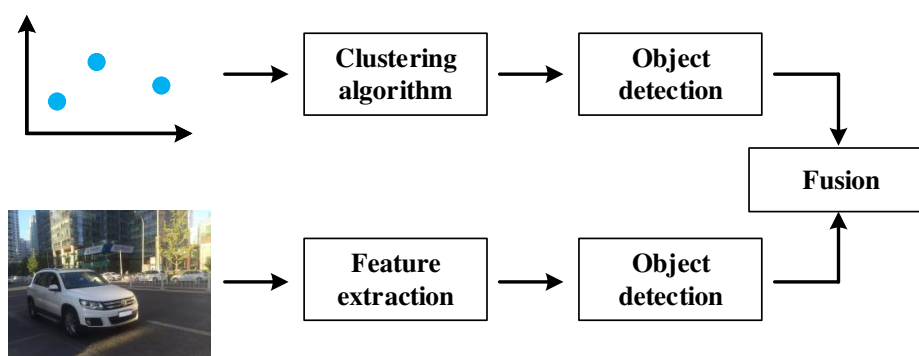 Clustering
algorithm
Object
detection
Fusion
Feature
extraction
Object
detection